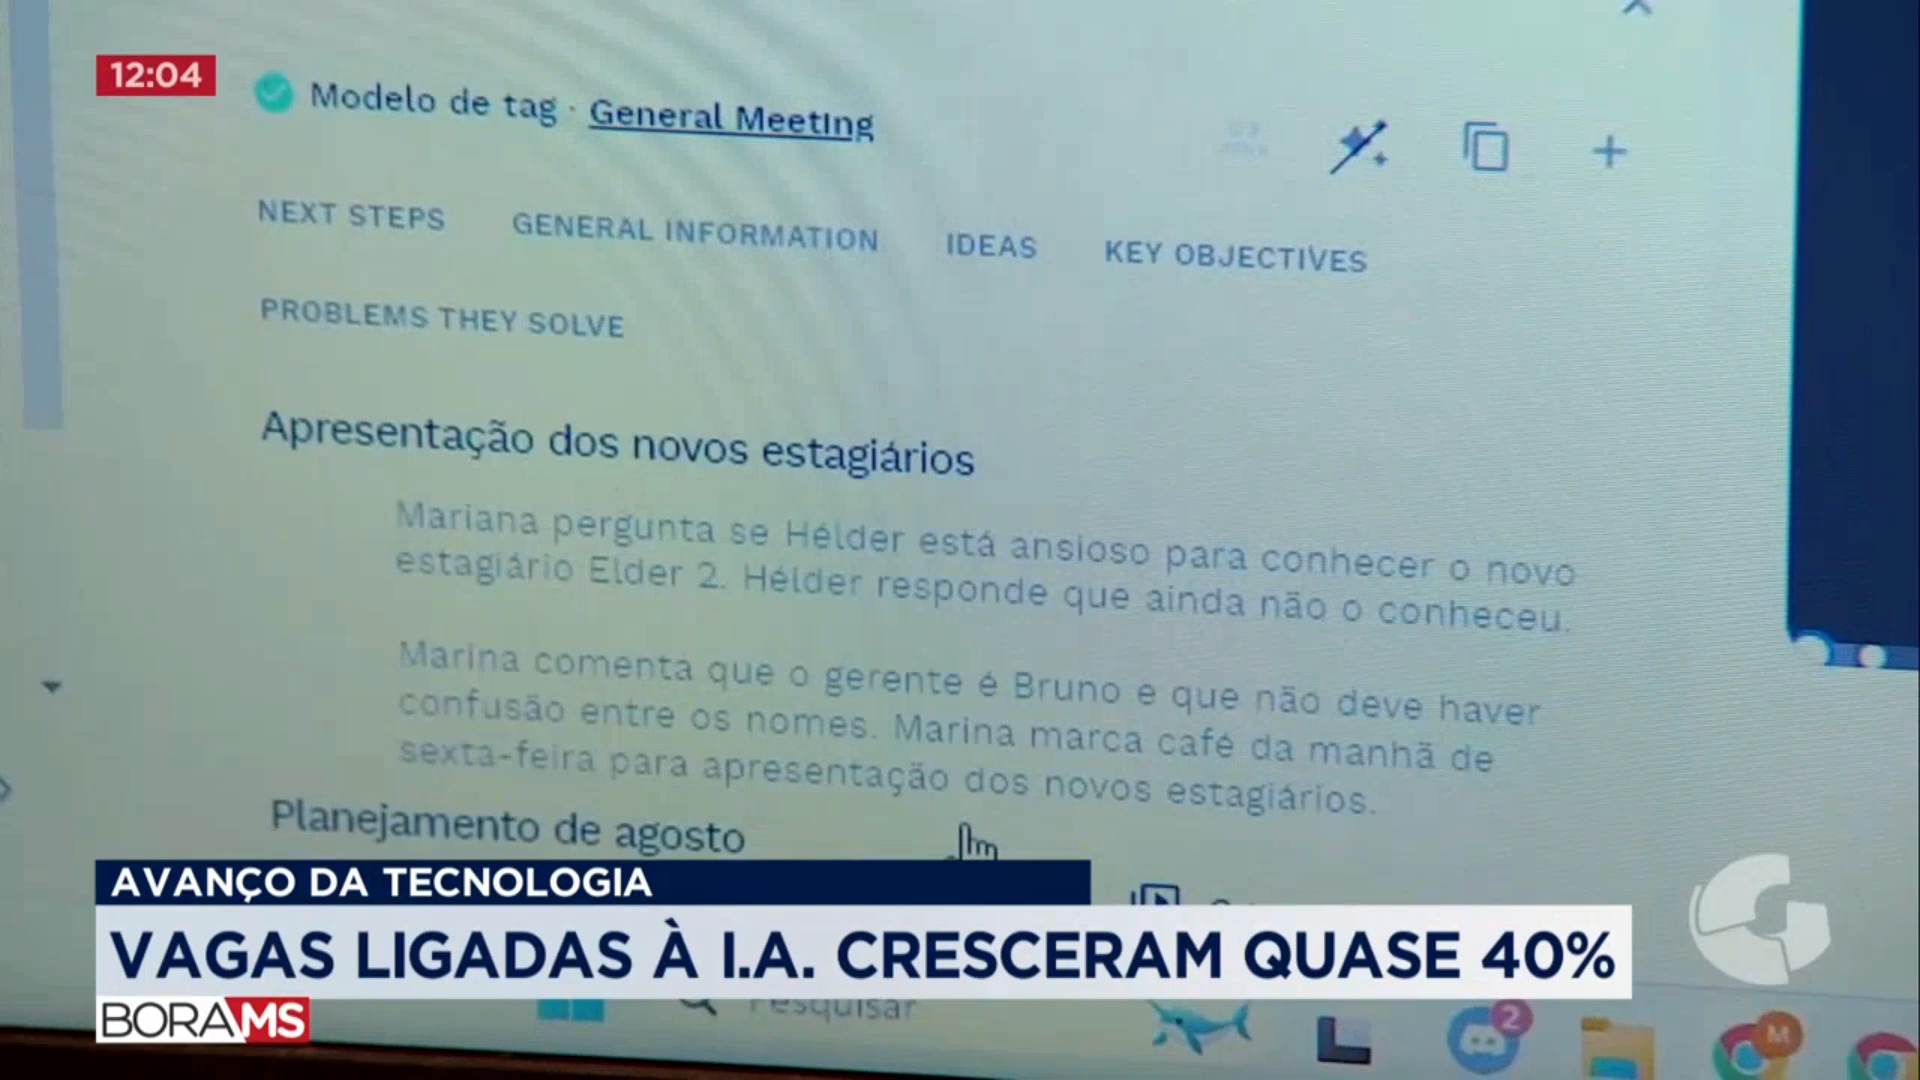 12:04
Modelo de tag · General Meeting
NEXT STEPS GENERAL INFORMATION IDEAS KEY OBJECTIVES
PROBLEMS THEY SOLVE
Apresentação dos novos estagiários
Mariana pergunta se Hélder está ansioso para conhecer o novo
estagiário Elder 2. Hélder responde que ainda não o conheceu.
Marina comenta que o gerente é Bruno e que não deve haver
confusão entre os nomes. Marina marca café da manhã de
sexta-feira para apresentação dos novos estagiários.
Planejamento de agosto
AVANÇO DA TECNOLOGIA
VAGAS LIGADAS À I.A. CRESCERAM QUASE 40%
BORA MS
Pesquisar
2
M